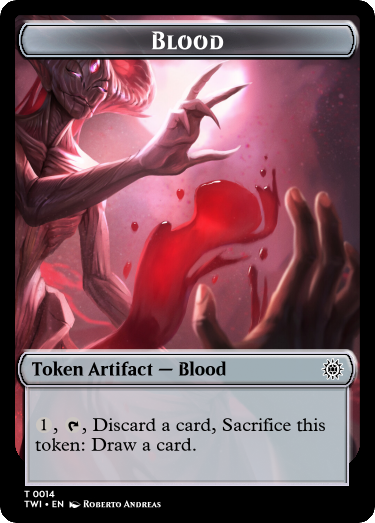 Blood
Token Artifact — Blood
1, , Discard a card, Sacrifice this
token: Draw a card.
T 0014
TWI • EN Roberto Andreas